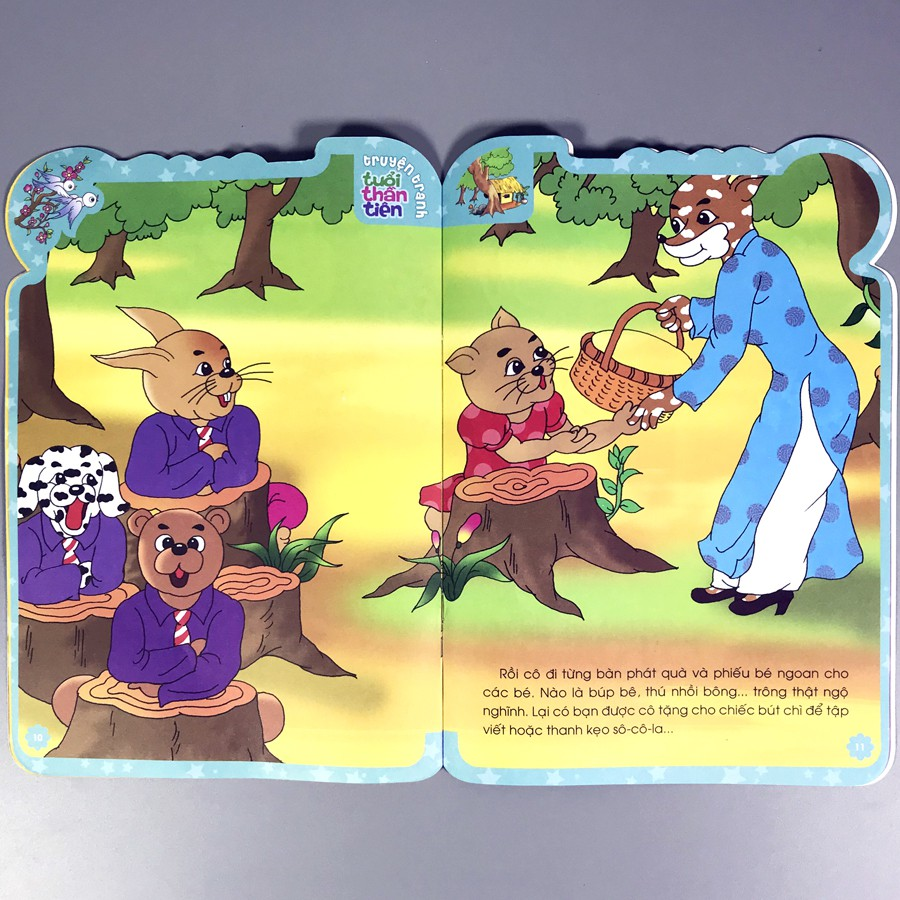 truyện tranh
tuổi
thần
tiên
Rồi cô đi từng bàn phát quà và phiếu bé ngoan cho
các bé. Nào là búp bê, thú nhồi bông... trông thật ngộ
nghĩnh. Lại có bạn được cô tặng cho chiếc bút chì để tập
viết hoặc thanh kẹo sô-cô-la...
10
11